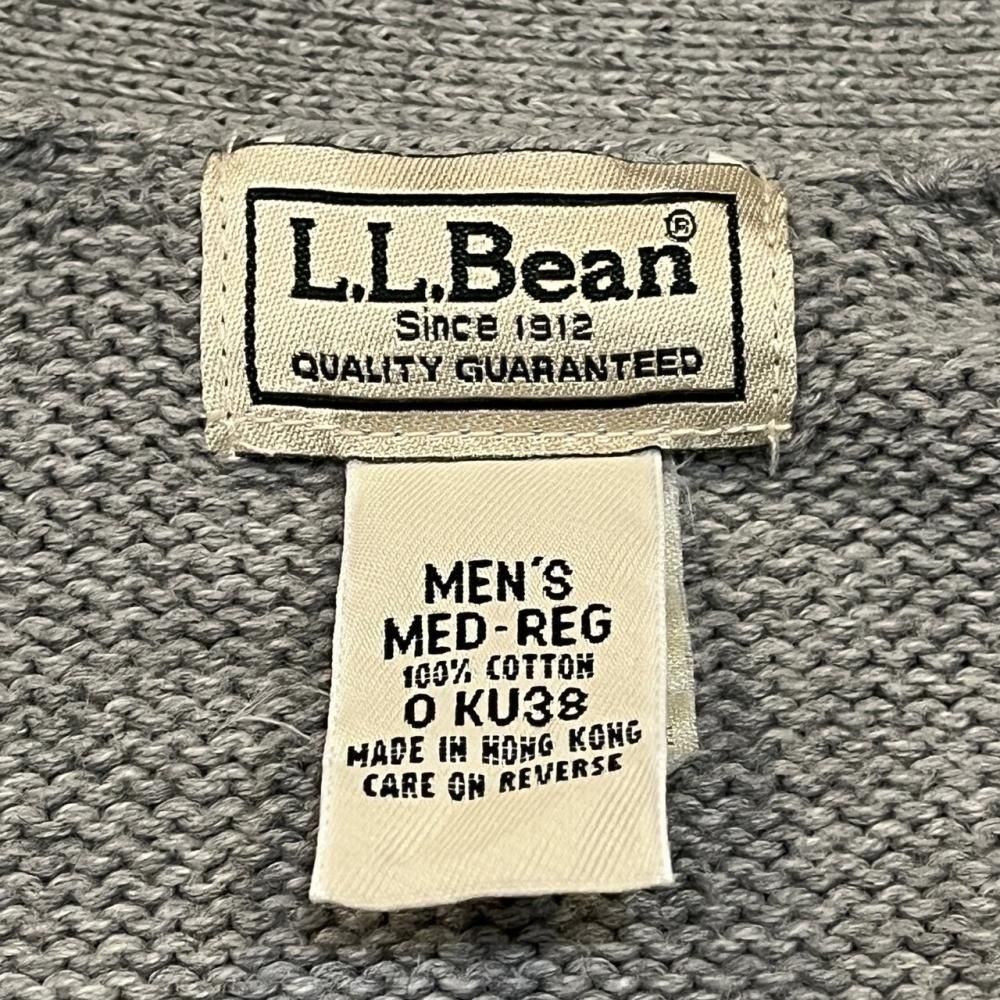 L.L.Bean®
Since 1912
QUALITY GUARANTEED
MEN'S
MED-REG
100% COTTON
0 KU38
MADE IN HONG KONG
CARE ON REVERSE